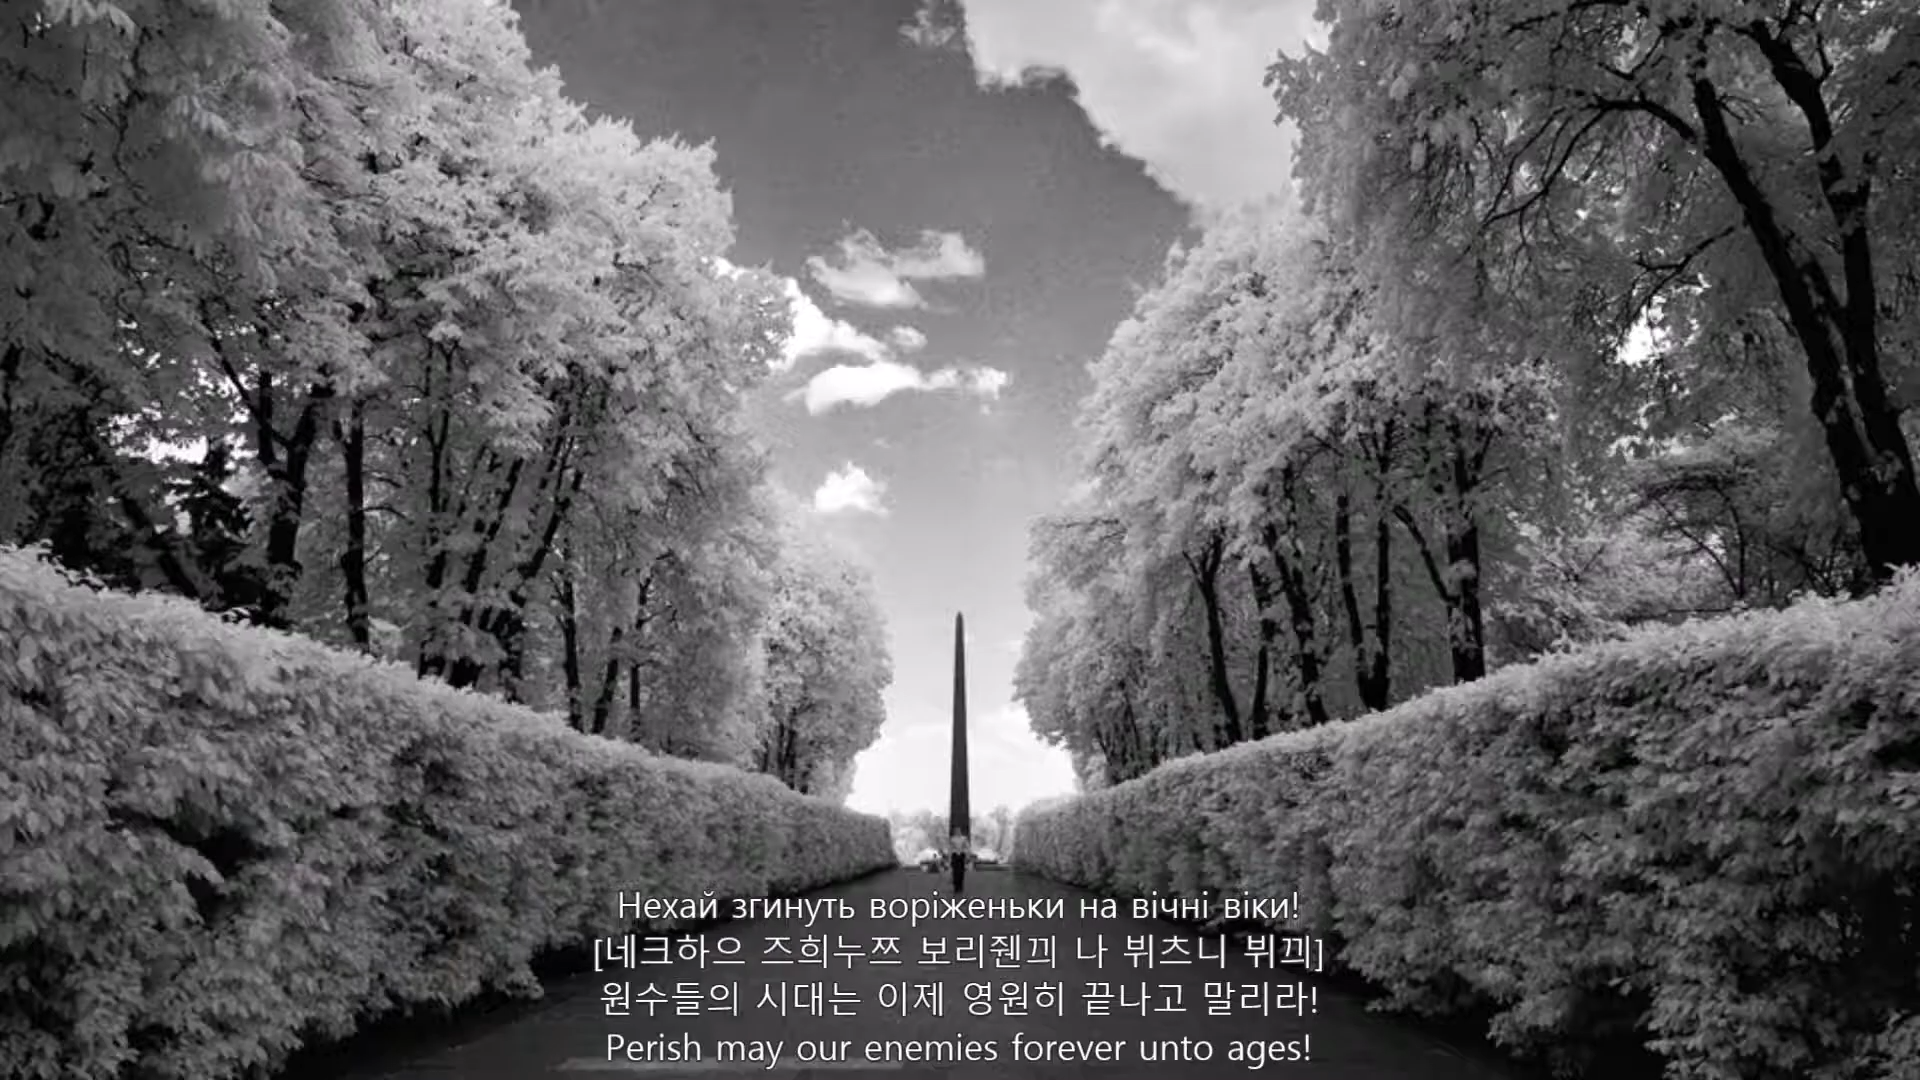 Нехай згинуть воріженьки на вічні віки!
[네크하으 즈희누쯔 보리줸끠 나 뷔츠니 뷔끠]
원수들의 시대는 이제 영원히 끝나고 말리라!
Perish may our enemies forever unto ages!